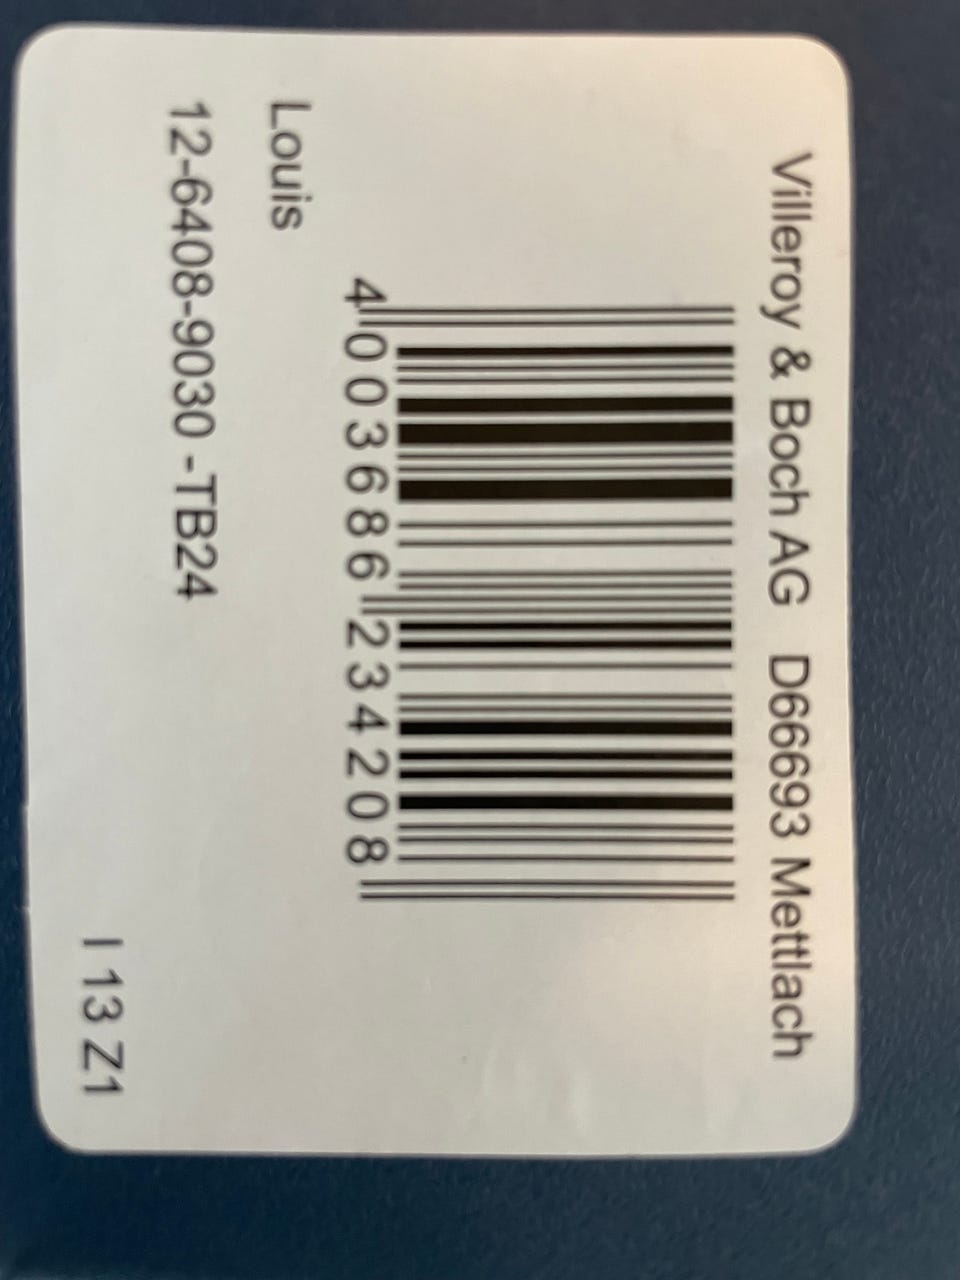 Villeroy & Boch AG D66693 Mettlach
4 003686 234208
Louis
12-6408-9030 -TB24
I 13 Z1